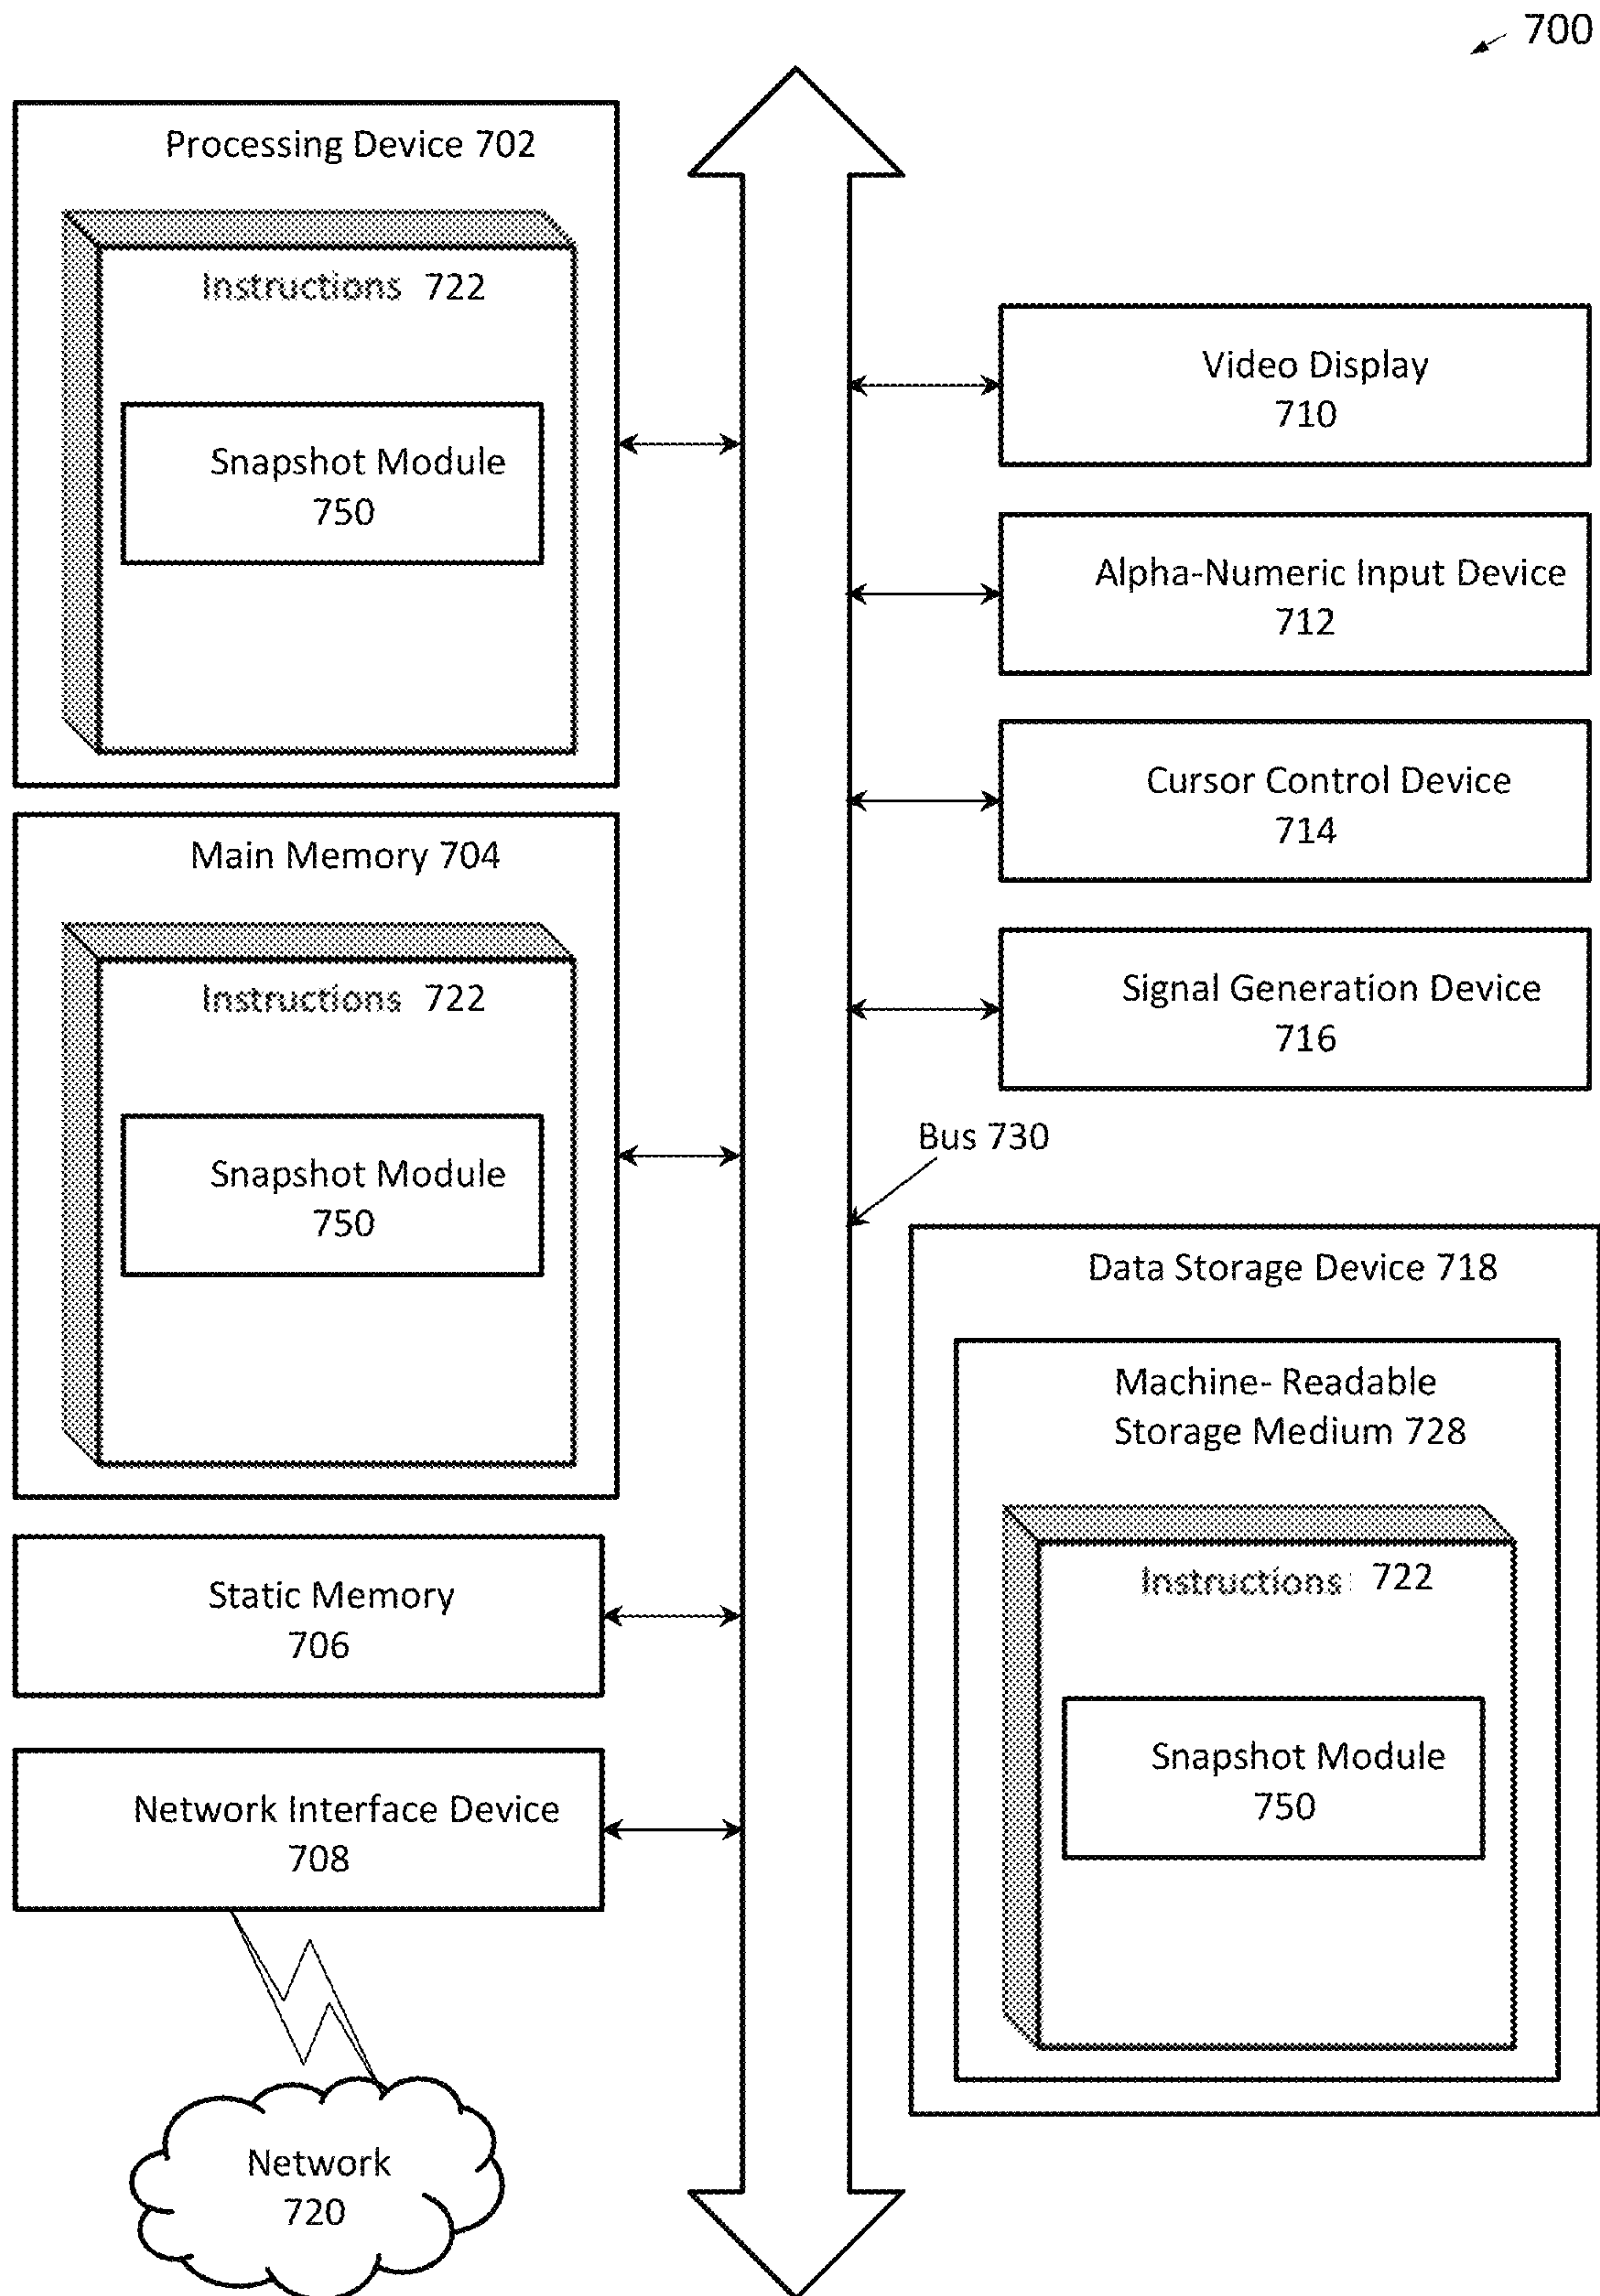 700
Processing Device 702
Instructions 722
Snapshot Module
750
Main Memory 704
Instructions 722
Snapshot Module
750
Static Memory
706
Network Interface Device
708
Network
720
Video Display
710
Alpha-Numeric Input Device
712
Cursor Control Device
714
Signal Generation Device
716
Bus 730
Data Storage Device 718
Machine- Readable
Storage Medium 728
Instructions 722
Snapshot Module
750